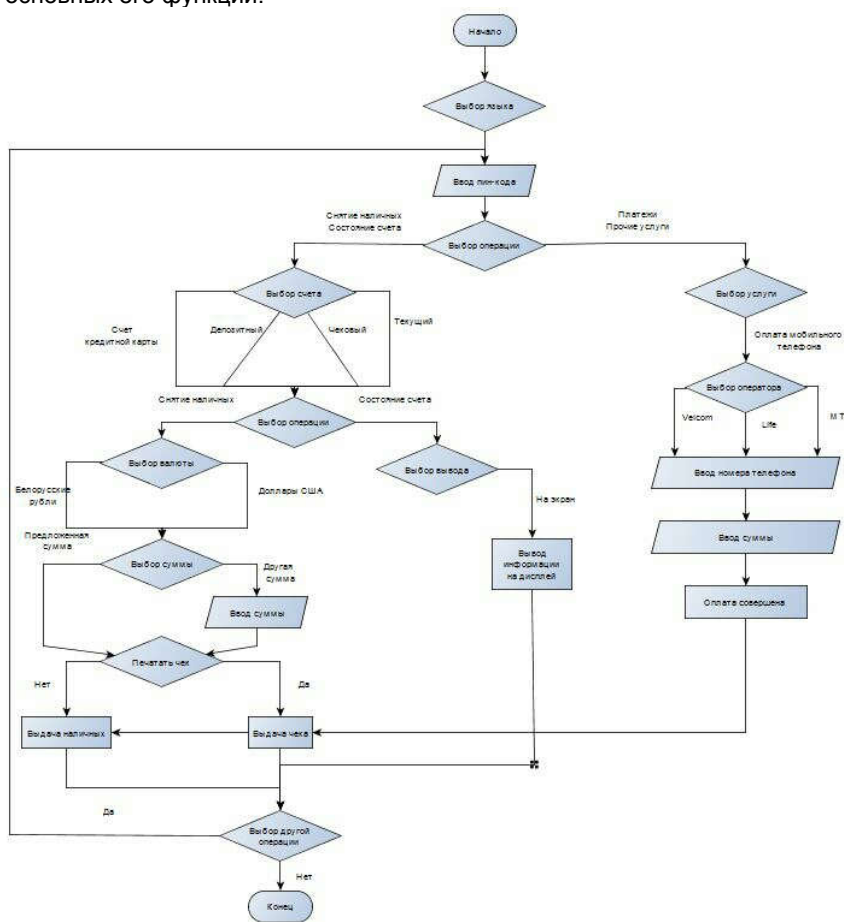 основных его функций.
Начало
Выбор языка
Ввод пин-кода
Снятие наличных
Состояние счета
Платежи
Прочие услуги
Выбор операции
Выбор счета
Выбор услуги
Счет
кредитной карты
Депозитный
Чековый
Текущий
Оплата мобильного
телефона
Выбор оператора
Снятие наличных
Состояние счета
Выбор операции
Velcom
Life
МТ
Выбор валюты
Выбор вывода
Ввод номера телефона
Белорусские
рубли
Доллары США
На экран
Предложенная
сумма
Ввод суммы
Выбор суммы
Другая
сумма
Вывод
информации
на дисплей
Ввод суммы
Оплата совершена
Печатать чек
Нет
Да
Выдача наличных
Выдача чека
Да
Выбор другой
операции
Нет
Конец